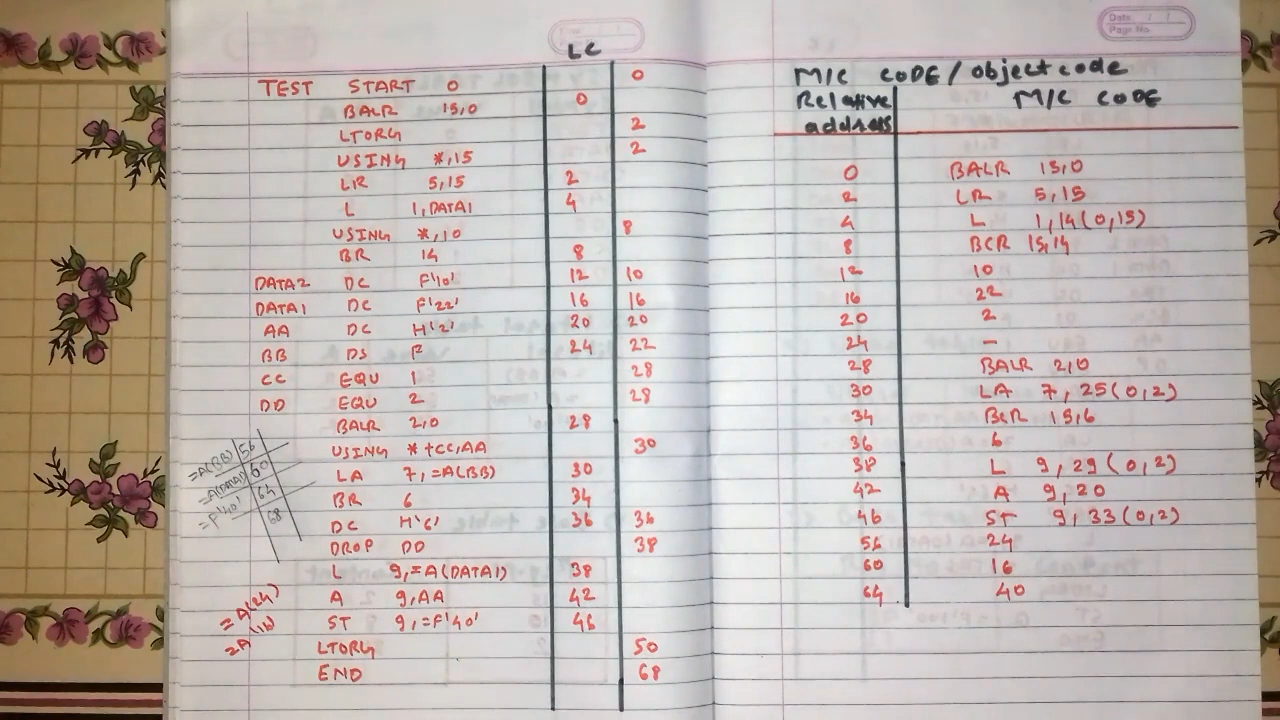 LC
TEST START 0 0
BALR 15,0 0
LTORG 2
USING *,15 2
LR 5,15 2
L 1,DATA1 4
USING *,10 8
BR 14 8
DATA2 DC F'10' 12 10
DATA1 DC F'22' 16 16
AA DC H'2' 20 20
BB DS F 24 22
CC EQU 1 28
DD EQU 2 28
BALR 2,0 28
USING *+CC,AA 30
LA 7,=A(BB) 30
BR 6 34
DC H'6' 36 36
DROP DD 38
L 9,=A(DATA1) 38
A 9,AA 42
ST 9,=F'40' 46
LTORG 50
END 68
=A(BB) 56
=A(DATA1) 60
=F'40' 64
68
=A(24)
=A(16)
Date: / /
Page No.
M/C CODE / Object code
Relative address M/C CODE
0 BALR 15,0
2 LR 5,15
4 L 1,14(0,15)
8 BCR 15,14
12 10
16 22
20 2
24 -
28 BALR 2,0
30 LA 7,25(0,2)
34 BCR 15,6
36 6
38 L 9,29(0,2)
42 A 9,20
46 ST 9,33(0,2)
56 24
60 16
64 40